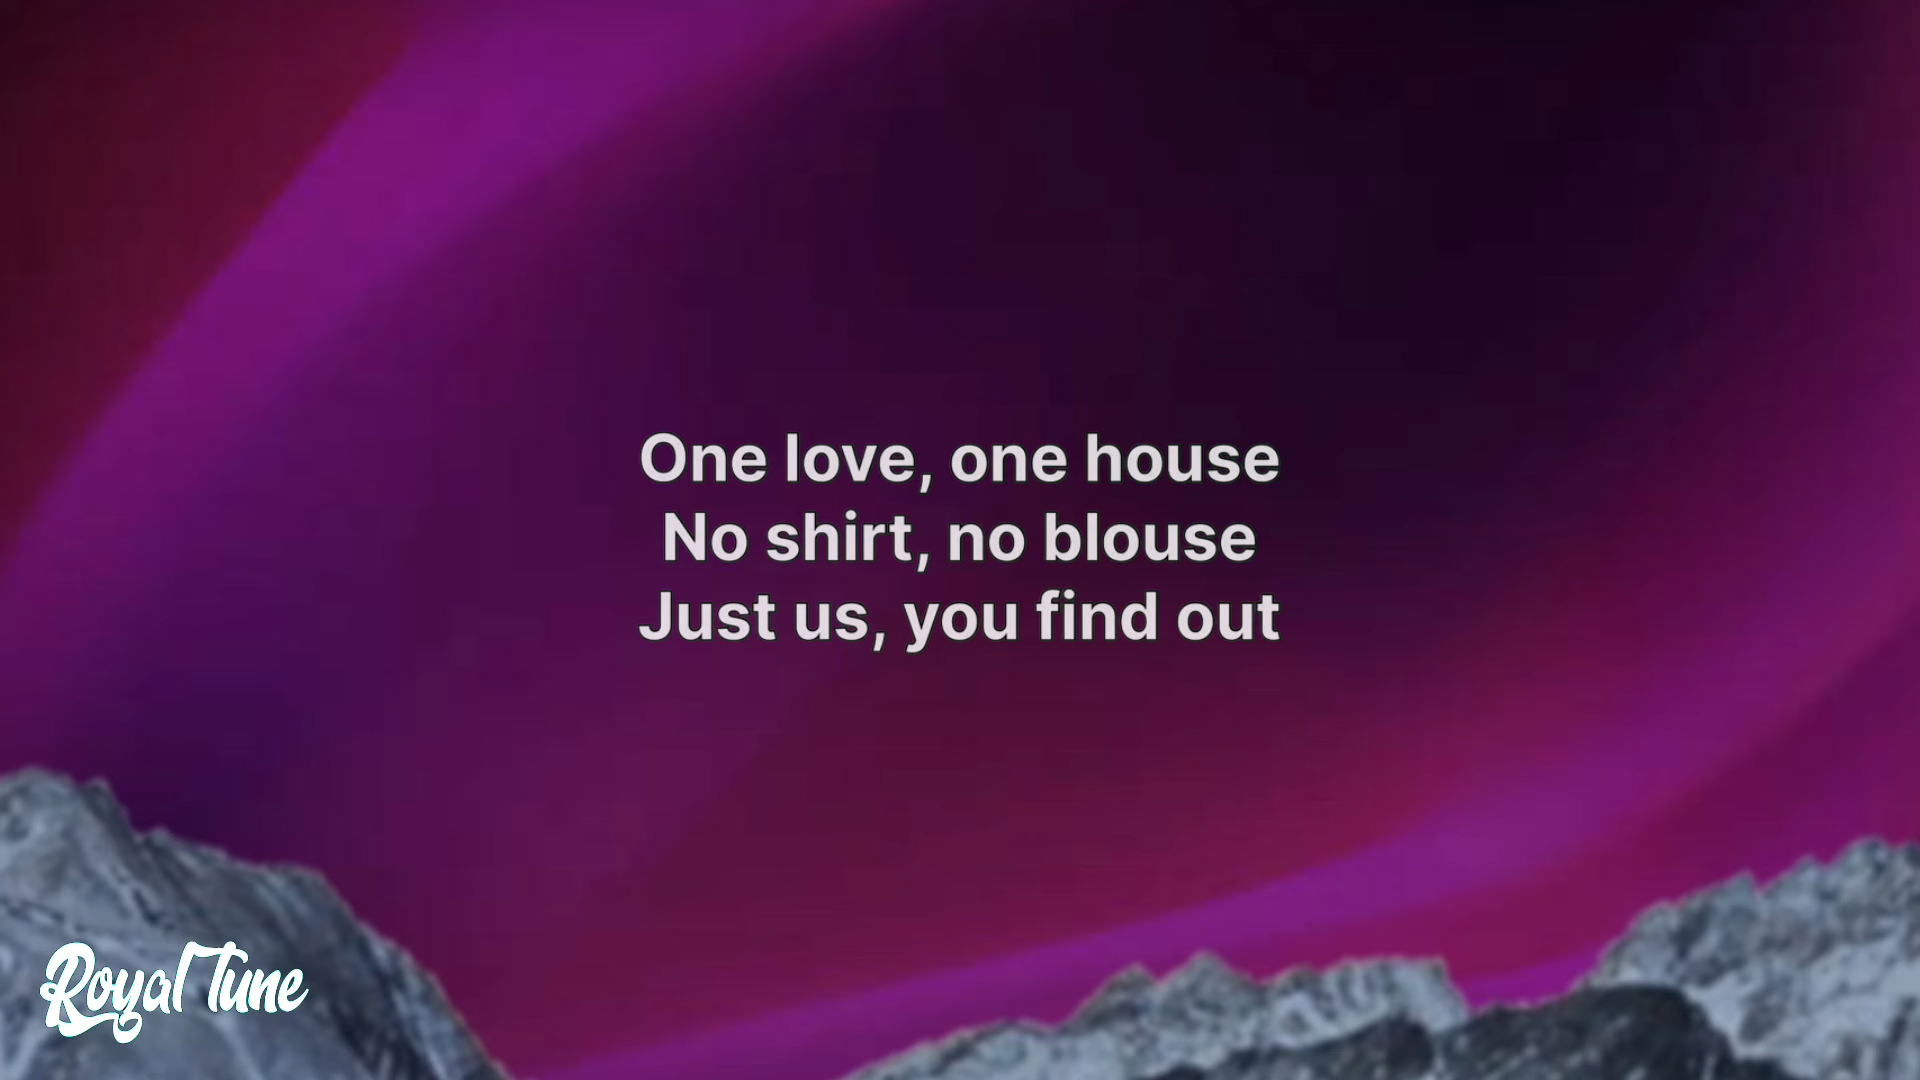 One love, one house
No shirt, no blouse
Just us, you find out
Royal Tune